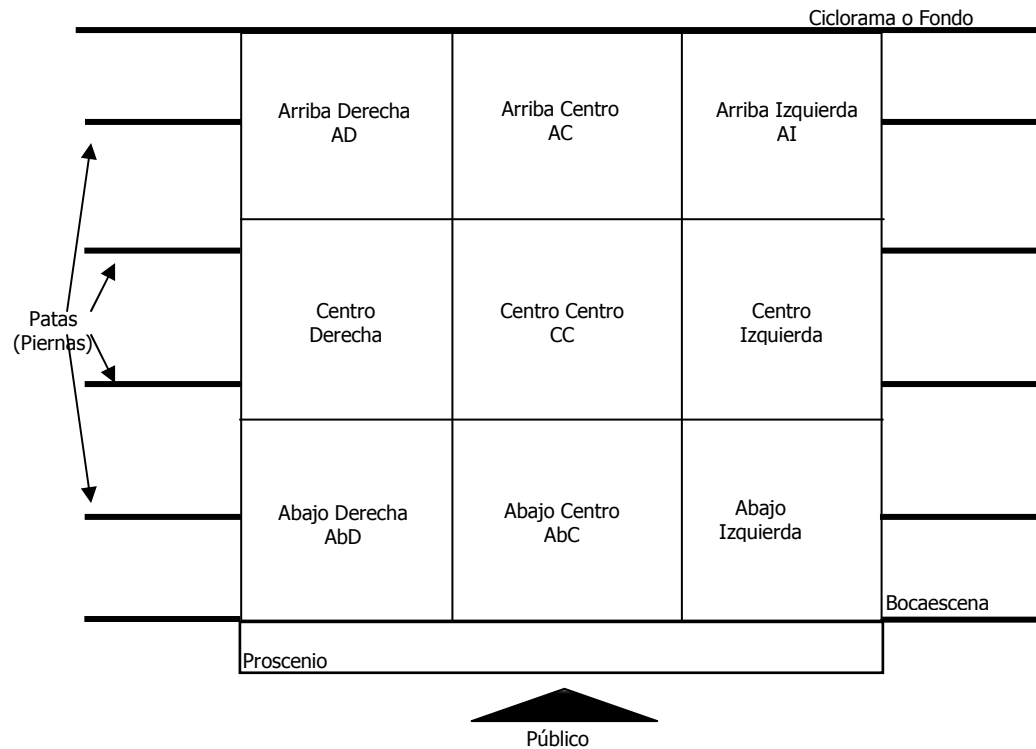 Ciclorama o Fondo
Arriba Derecha
AD
Arriba Centro
AC
Arriba Izquierda
AI
Patas
(Piernas)
Centro
Derecha
Centro Centro
CC
Centro
Izquierda
Abajo Derecha
AbD
Abajo Centro
AbC
Abajo
Izquierda
Bocaescena
Proscenio
Público